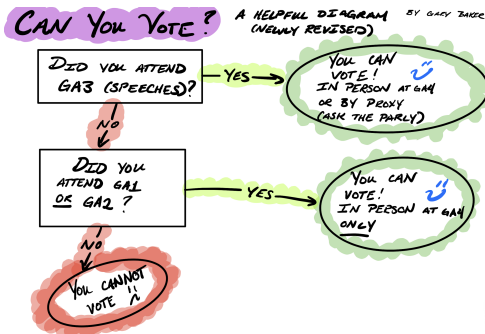 CAN YOU VOTE?
A HELPFUL DIAGRAM BY GARY BAKER
(NEWLY REVISED)
DID YOU ATTEND
GA3 (SPEECHES)?
YES
YOU CAN
VOTE!
IN PERSON AT GA4
OR BY PROXY
(ASK THE PARLY)
NO
DID YOU
ATTEND GA1
OR GA2?
YES
YOU CAN
VOTE!
IN PERSON AT GA4
ONLY
NO
YOU CANNOT
VOTE